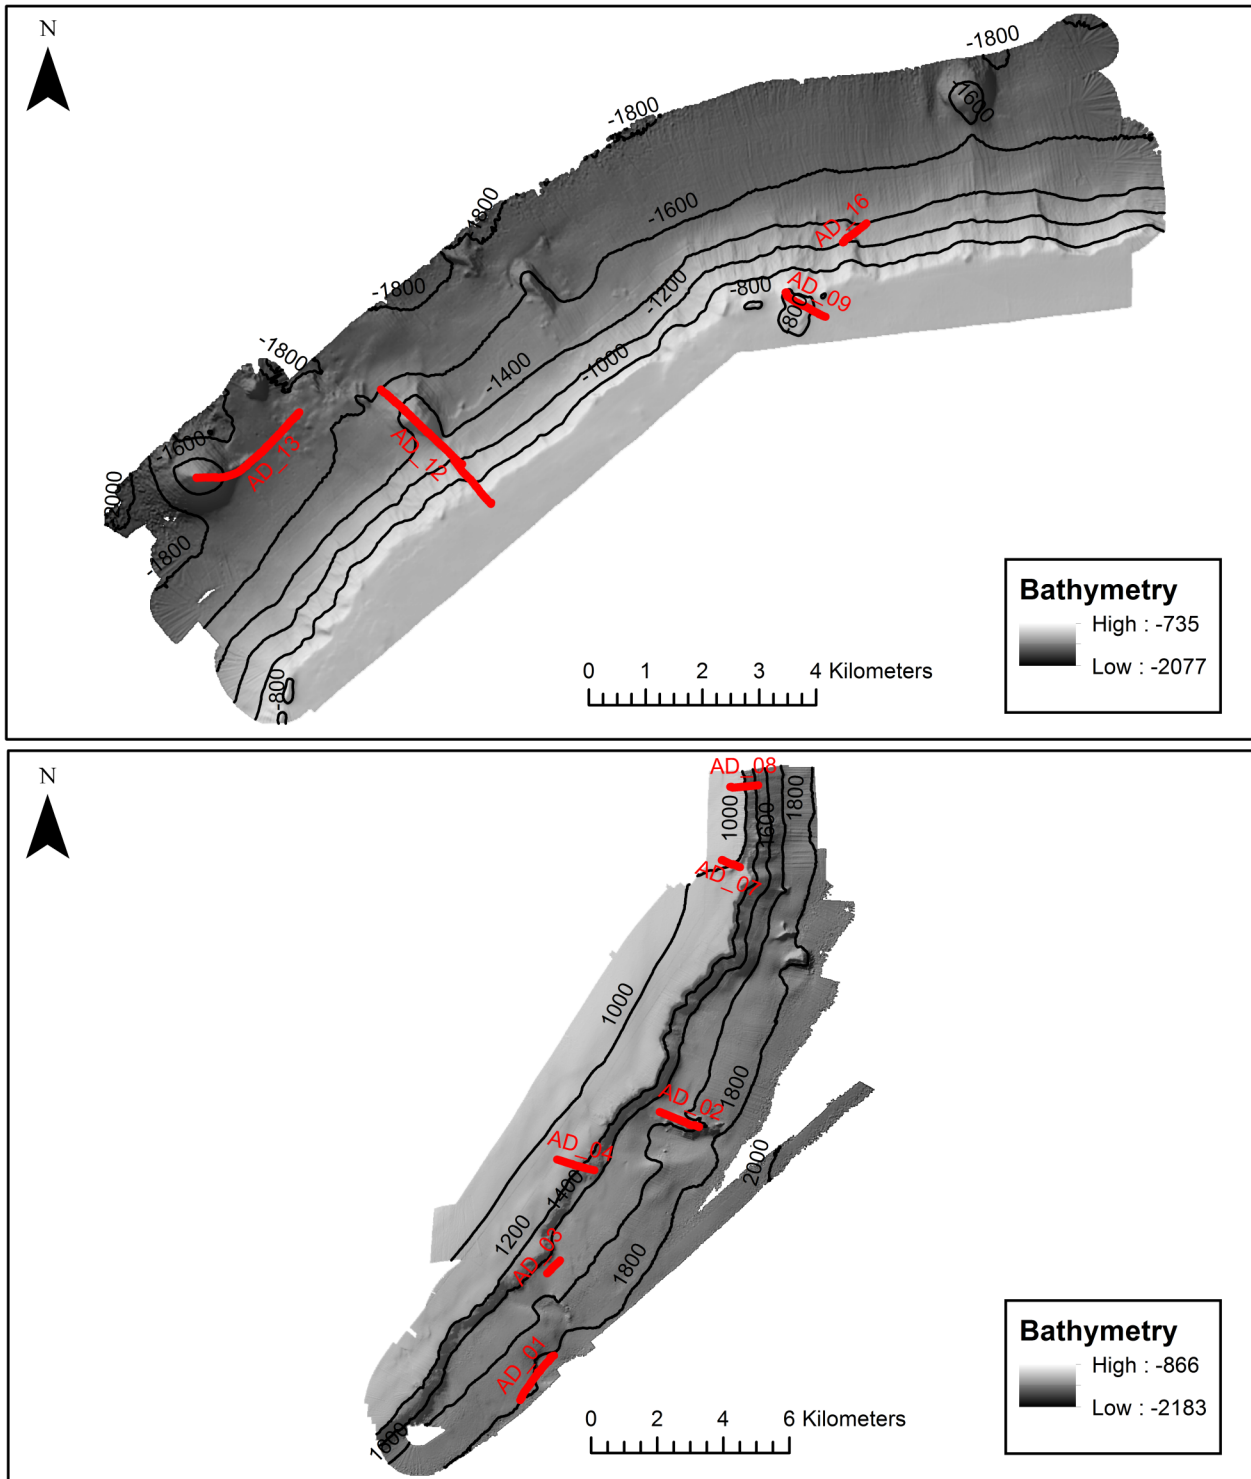 N
-1800
-1600
-1800
-1800
-1600
AD_16
-1800
-1200
-800
AD_09
-800
-1000
-1400
-1800
-1600
AD_13
AD_12
-2000
-1800
-800
Bathymetry
High : -735
Low : -2077
0 1 2 3 4 Kilometers
N
AD_08
1000
1600
1800
AD_07
1000
1800
AD_02
AD_04
1400
2000
1200
AD_03
1800
AD_01
1600
Bathymetry
High : -866
Low : -2183
0 2 4 6 Kilometers